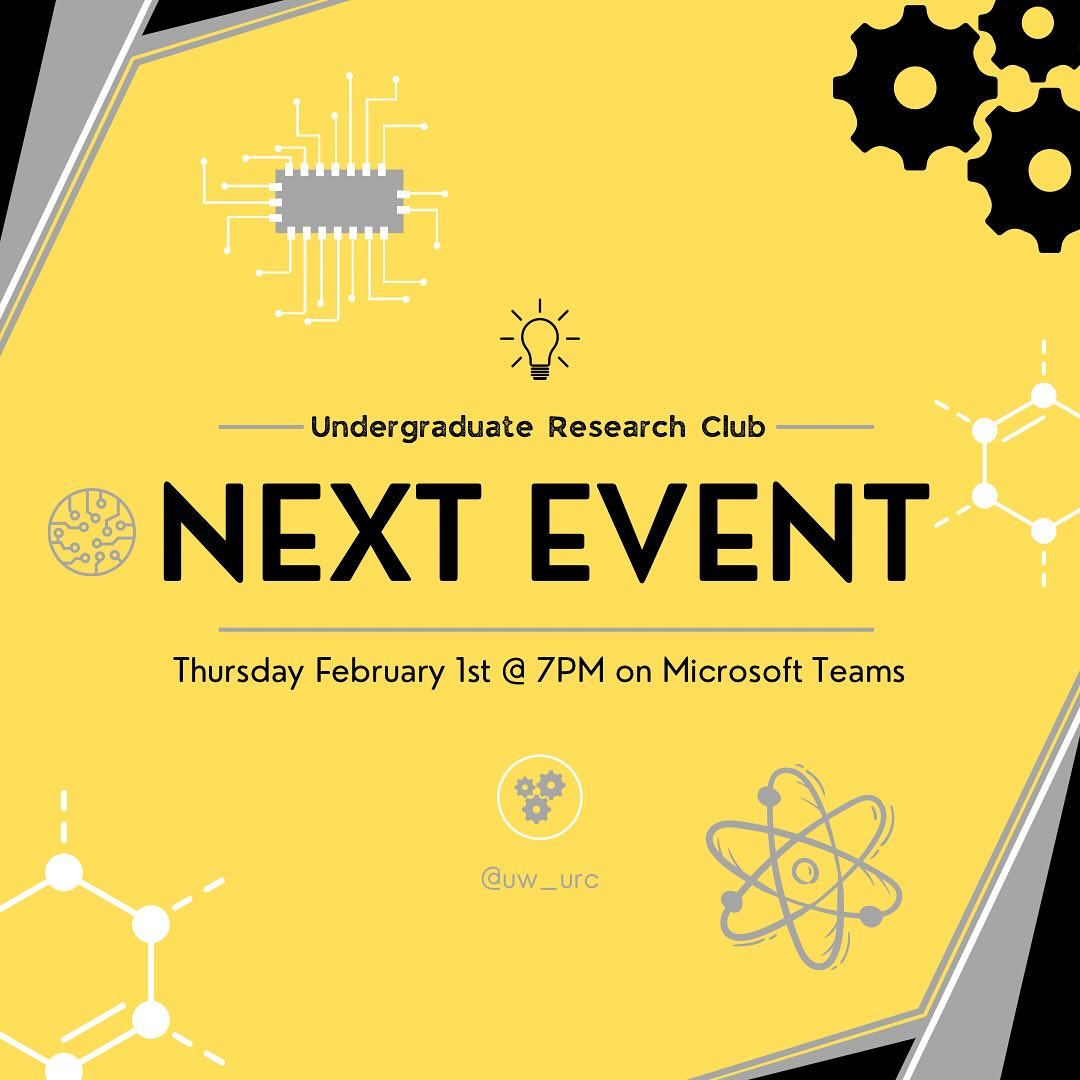 Undergraduate Research Club
NEXT EVENT
Thursday February 1st @ 7PM on Microsoft Teams
@uw_urc